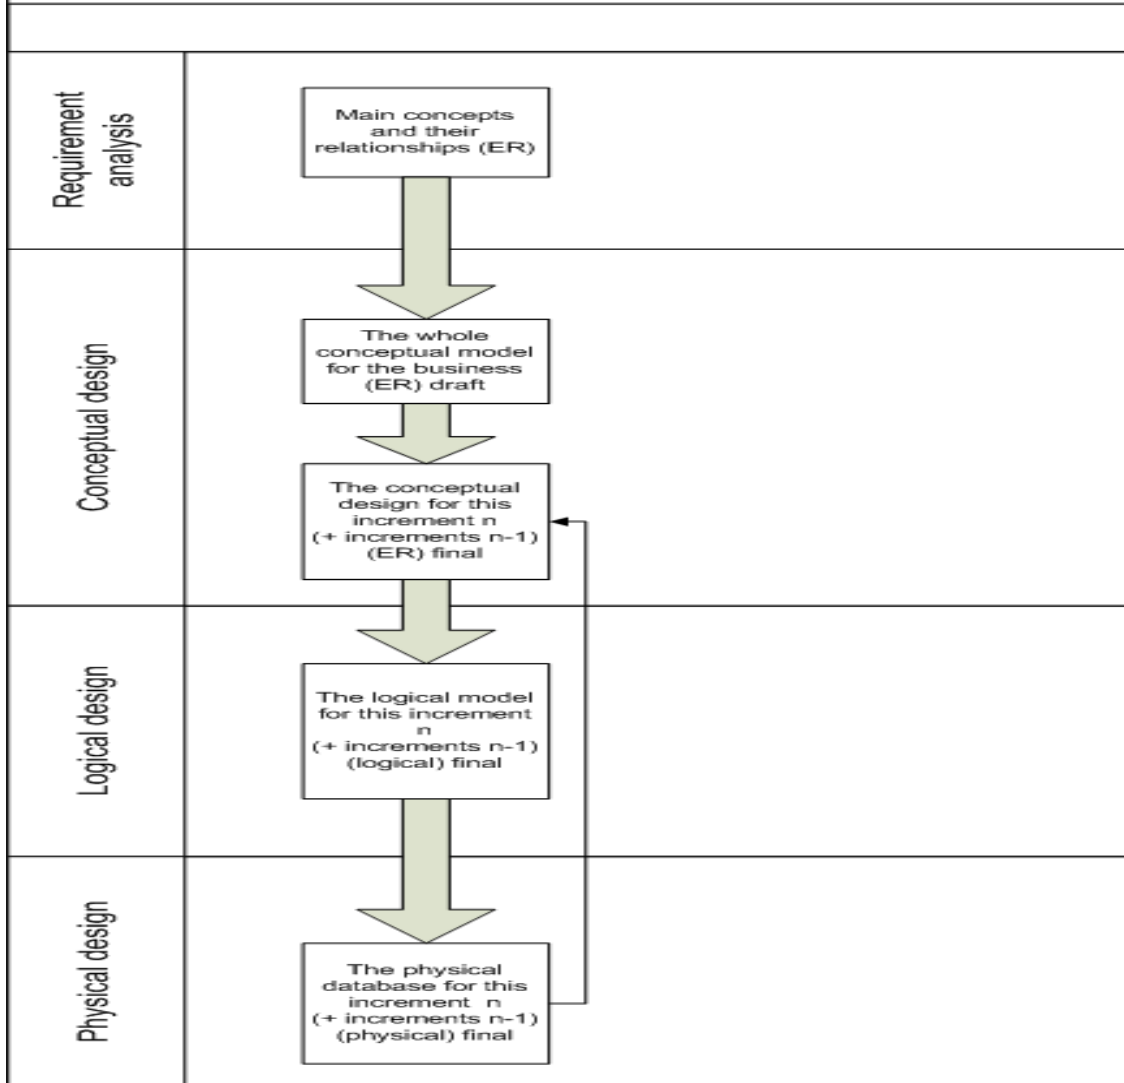 Requirement
analysis
Main concepts
and their
relationships (ER)
Conceptual design
The whole
conceptual model
for the business
(ER) draft
The conceptual
design for this
increment n
(+ increments n-1)
(ER) final
Logical design
The logical model
for this increment
n
(+ increments n-1)
(logical) final
Physical design
The physical
database for this
increment n
(+ increments n-1)
(physical) final